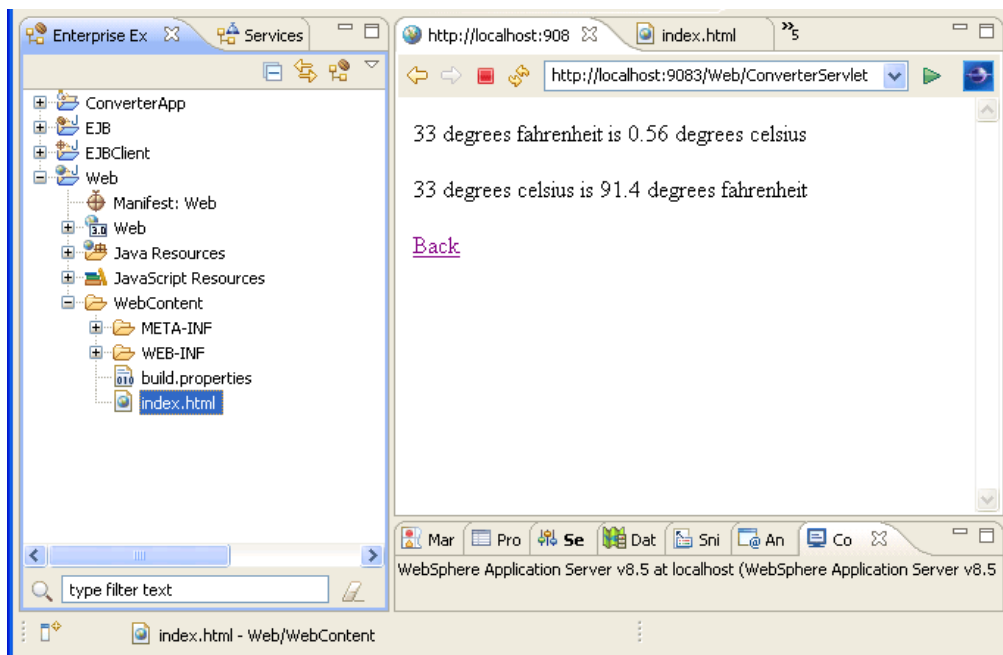 Enterprise Ex
Services
ConverterApp
EJB
EJBClient
Web
Manifest: Web
3.0 Web
Java Resources
JavaScript Resources
WebContent
META-INF
WEB-INF
010 build.properties
index.html
type filter text
http://localhost:908
index.html
»5
http://localhost:9083/Web/ConverterServlet
33 degrees fahrenheit is 0.56 degrees celsius
33 degrees celsius is 91.4 degrees fahrenheit
Back
Mar
Pro
Se
Dat
Sni
An
Co
WebSphere Application Server v8.5 at localhost (WebSphere Application Server v8.5
index.html - Web/WebContent